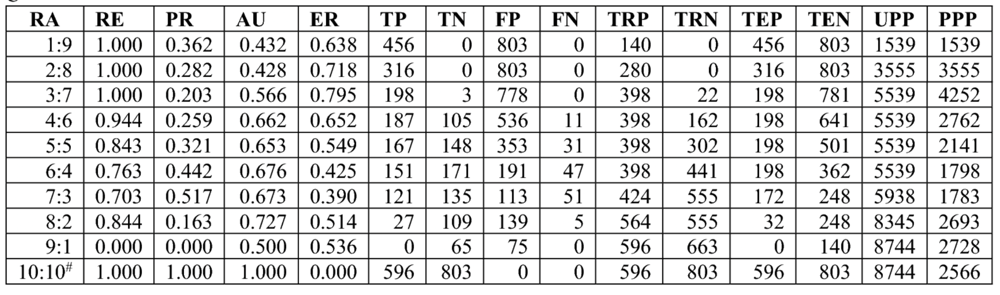 RA RE PR AU ER TP TN FP FN TRP TRN TEP TEN UPP PPP
1:9 1.000 0.362 0.432 0.638 456 0 803 0 140 0 456 803 1539 1539
2:8 1.000 0.282 0.428 0.718 316 0 803 0 280 0 316 803 3555 3555
3:7 1.000 0.203 0.566 0.795 198 3 778 0 398 22 198 781 5539 4252
4:6 0.944 0.259 0.662 0.652 187 105 536 11 398 162 198 641 5539 2762
5:5 0.843 0.321 0.653 0.549 167 148 353 31 398 302 198 501 5539 2141
6:4 0.763 0.442 0.676 0.425 151 171 191 47 398 441 198 362 5539 1798
7:3 0.703 0.517 0.673 0.390 121 135 113 51 424 555 172 248 5938 1783
8:2 0.844 0.163 0.727 0.514 27 109 139 5 564 555 32 248 8345 2693
9:1 0.000 0.000 0.500 0.536 0 65 75 0 596 663 0 140 8744 2728
10:10# 1.000 1.000 1.000 0.000 596 803 0 0 596 803 596 803 8744 2566